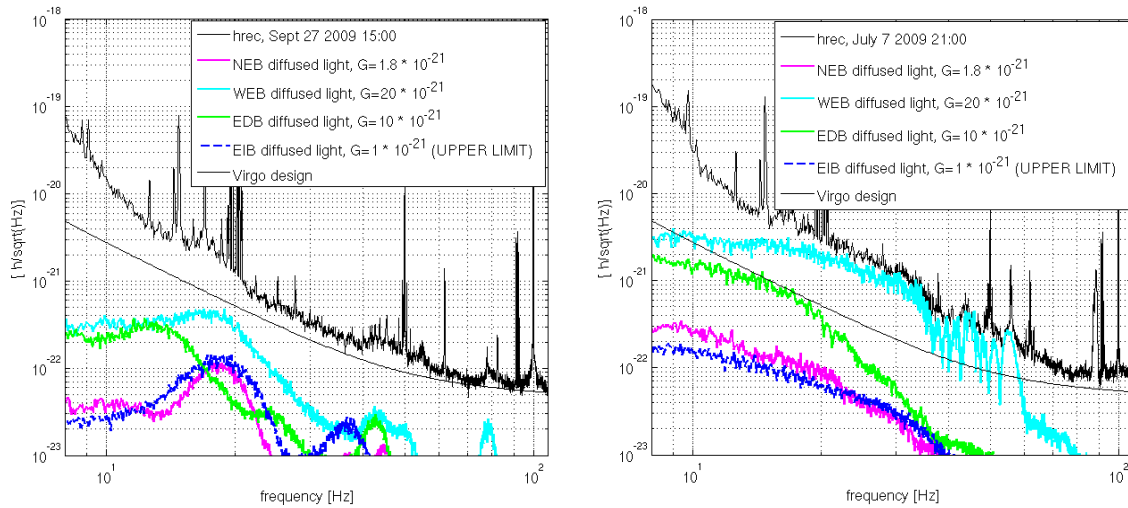 10^-18
10^-19
10^-20
10^-21
10^-22
10^-23
[ h/sqrt(Hz)]
hrec, Sept 27 2009 15:00
NEB diffused light, G=1.8 * 10^-21
WEB diffused light, G=20 * 10^-21
EDB diffused light, G=10 * 10^-21
EIB diffused light, G=1 * 10^-21 (UPPER LIMIT)
Virgo design
10^1
10^2
frequency [Hz]
10^-18
10^-19
10^-20
10^-21
10^-22
10^-23
[ h/sqrt(Hz)]
hrec, July 7 2009 21:00
NEB diffused light, G=1.8 * 10^-21
WEB diffused light, G=20 * 10^-21
EDB diffused light, G=10 * 10^-21
EIB diffused light, G=1 * 10^-21 (UPPER LIMIT)
Virgo design
10^1
10^2
frequency [Hz]